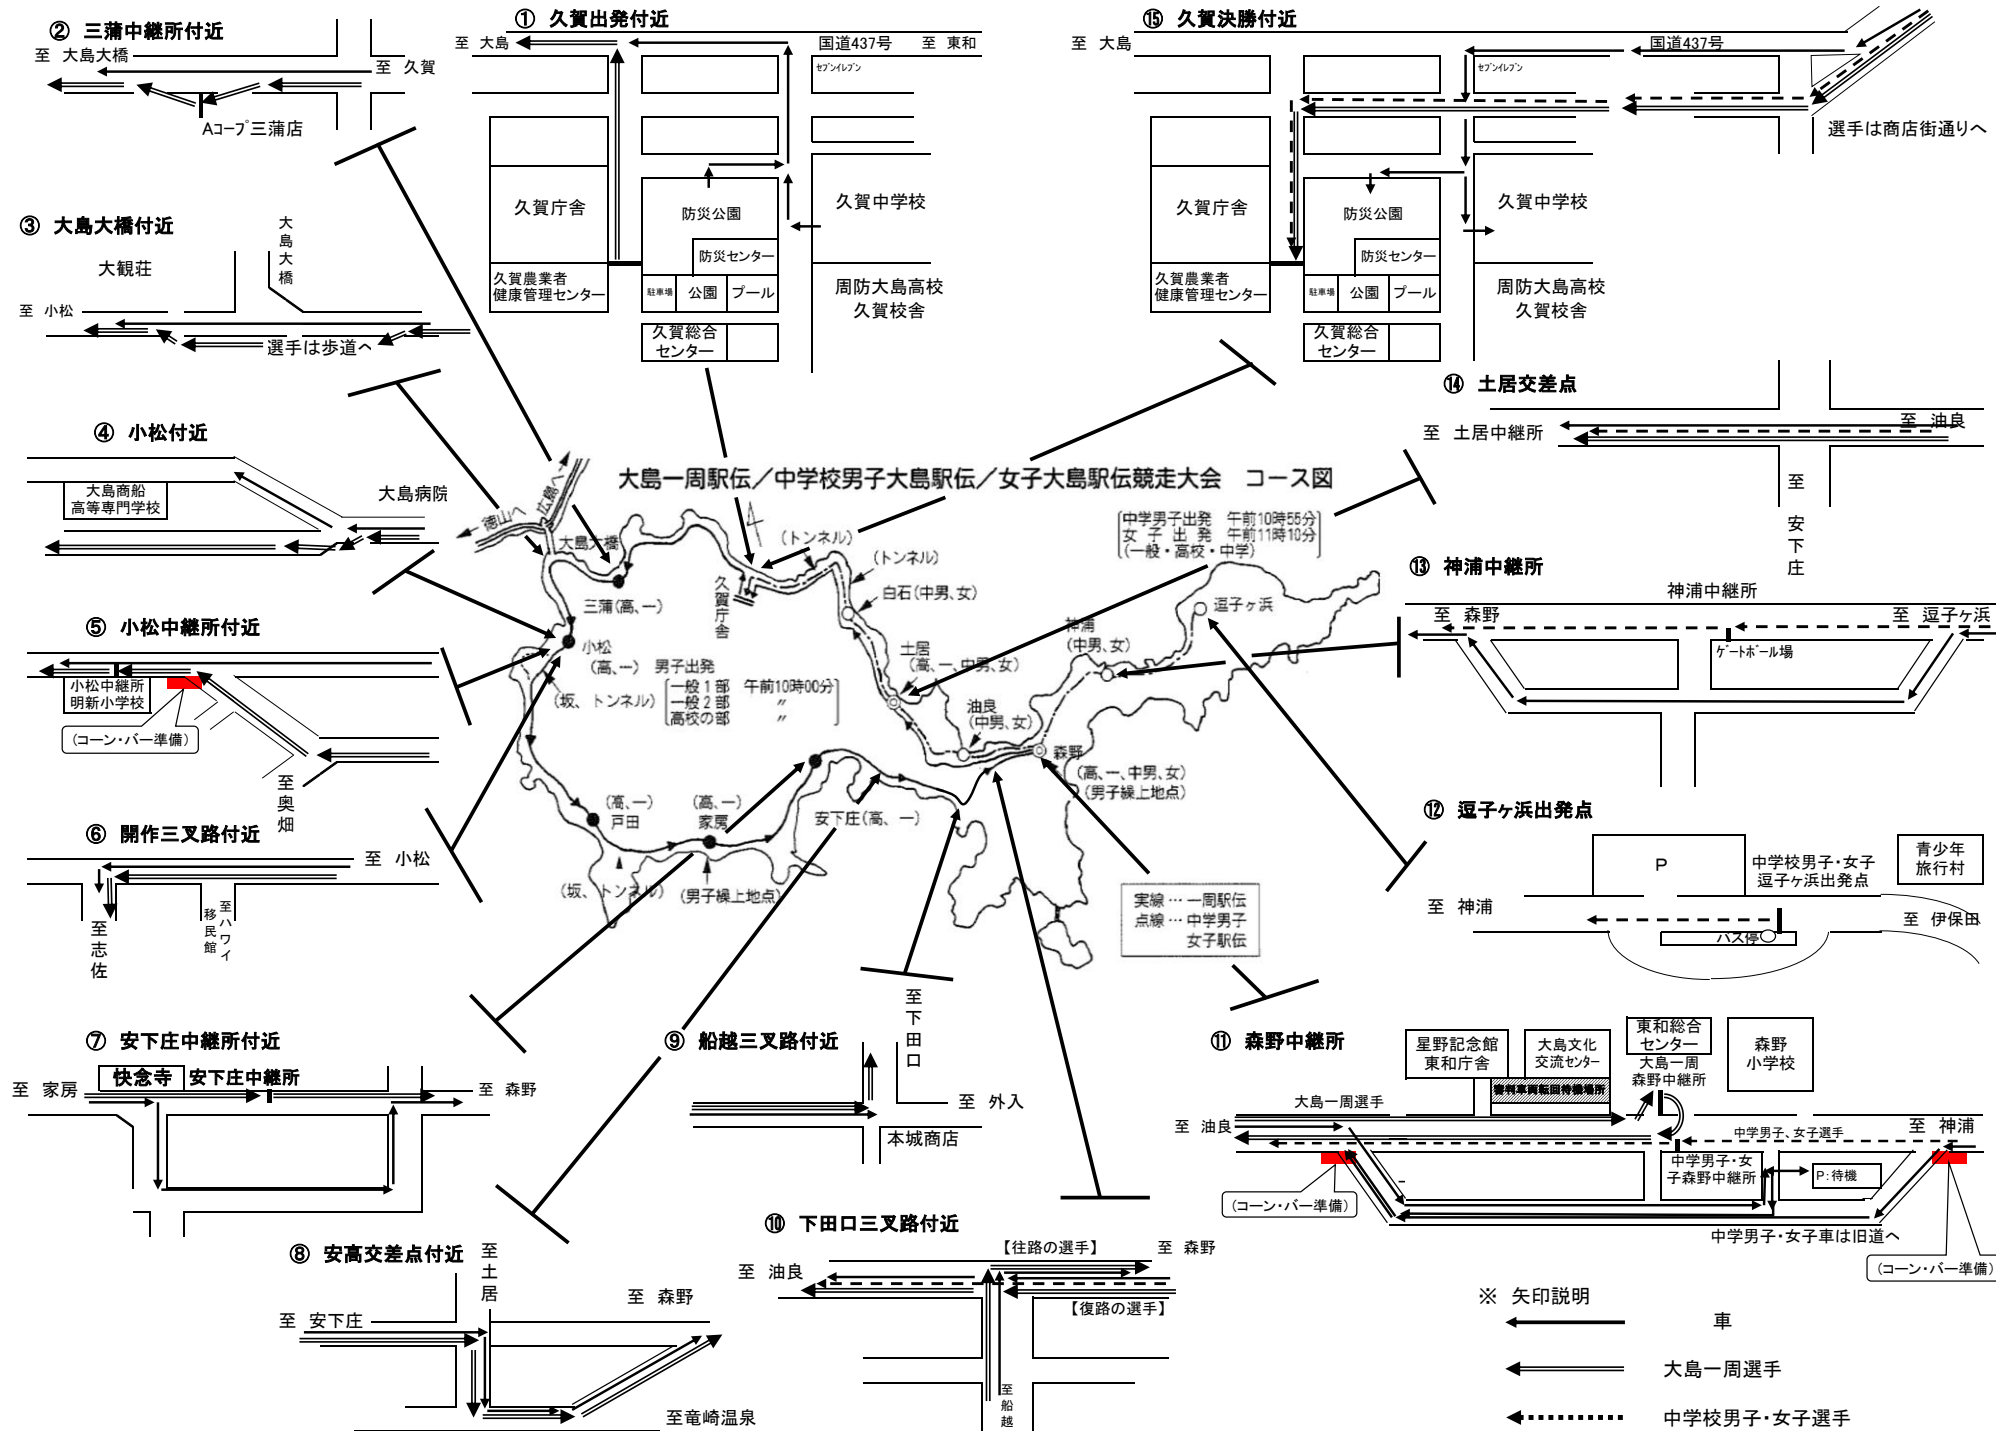 ① 久賀出発付近
至 大島
国道437号
至 東和
セブンイレブン
久賀庁舎
防災公園
久賀中学校
防災センター
久賀農業者
健康管理センター
駐車場
公園
プール
周防大島高校
久賀校舎
久賀総合
センター
⑮ 久賀決勝付近
至 大島
国道437号
セブンイレブン
選手は商店街通りへ
久賀庁舎
防災公園
久賀中学校
防災センター
久賀農業者
健康管理センター
駐車場
公園
プール
周防大島高校
久賀校舎
久賀総合
センター
② 三蒲中継所付近
至 大島大橋
至 久賀
Aコープ三蒲店
③ 大島大橋付近
大島大橋
大観荘
至 小松
選手は歩道へ
④ 小松付近
大島商船
高等専門学校
大島病院
⑤ 小松中継所付近
小松中継所
明新小学校
(コーン・バー準備)
至奥畑
⑥ 開作三叉路付近
至 小松
至志佐
至ハワイ
移民館
⑦ 安下庄中継所付近
至 家房
快念寺
安下庄中継所
至 森野
⑧ 安高交差点付近
至土居
至 森野
至 安下庄
至竜崎温泉
⑨ 船越三叉路付近
至下田口
至 外入
本城商店
⑩ 下田口三叉路付近
【往路の選手】
至 森野
至 油良
【復路の選手】
至船越
大島一周駅伝／中学校男子大島駅伝／女子大島駅伝競走大会 コース図
徳山へ
広島へ
大島大橋
三蒲(高、一)
小松
(高、一)
男子出発
一般1部 午前10時00分
一般2部 〃
高校の部 〃
(坂、トンネル)
久賀庁舎
(トンネル)
(トンネル)
白石(中男、女)
中学男子出発 午前10時55分
女子出発 午前11時10分
(一般・高校・中学)
土居
(高、一、中男、女)
神浦
(中男、女)
逗子ヶ浜
油良
(中男、女)
森野
(高、一、中男、女)
(男子繰上地点)
(高、一)
戸田
(高、一)
家房
安下庄(高、一)
(坂、トンネル)
(男子繰上地点)
実線…一周駅伝
点線…中学男子
女子駅伝
⑭ 土居交差点
至 土居中継所
至 油良
至安下庄
⑬ 神浦中継所
神浦中継所
至 森野
至 逗子ヶ浜
ゲートボール場
⑫ 逗子ヶ浜出発点
P
中学校男子・女子
逗子ヶ浜出発点
青少年
旅行村
至 神浦
至 伊保田
バス停
⑪ 森野中継所
星野記念館
東和庁舎
大島文化
交流センター
審判車両転回待機場所
東和総合
センター
大島一周
森野中継所
森野
小学校
大島一周選手
至 油良
中学男子、女子選手
至 神浦
中学男子・女
子森野中継所
P:待機
(コーン・バー準備)
中学男子・女子車は旧道へ
(コーン・バー準備)
※ 矢印説明
車
大島一周選手
中学校男子・女子選手